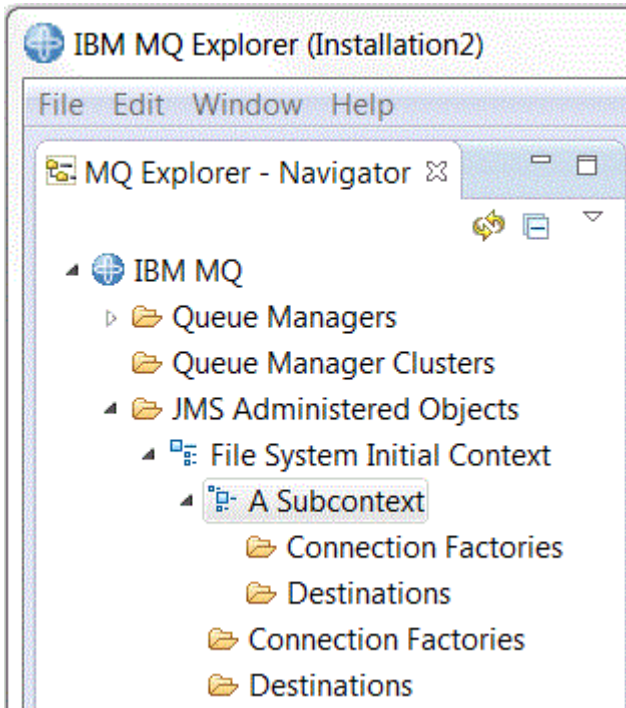 IBM MQ Explorer (Installation2)
File Edit Window Help
MQ Explorer - Navigator
IBM MQ
Queue Managers
Queue Manager Clusters
JMS Administered Objects
File System Initial Context
A Subcontext
Connection Factories
Destinations
Connection Factories
Destinations